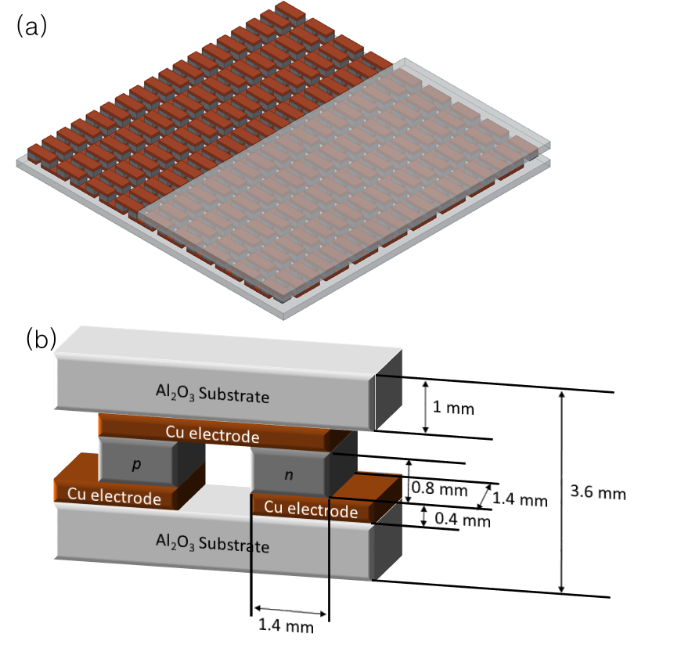 (a)
(b)
Al₂O₃ Substrate
1 mm
Cu electrode
p
n
0.8 mm
1.4 mm
3.6 mm
Cu electrode
Cu electrode
0.4 mm
Al₂O₃ Substrate
1.4 mm